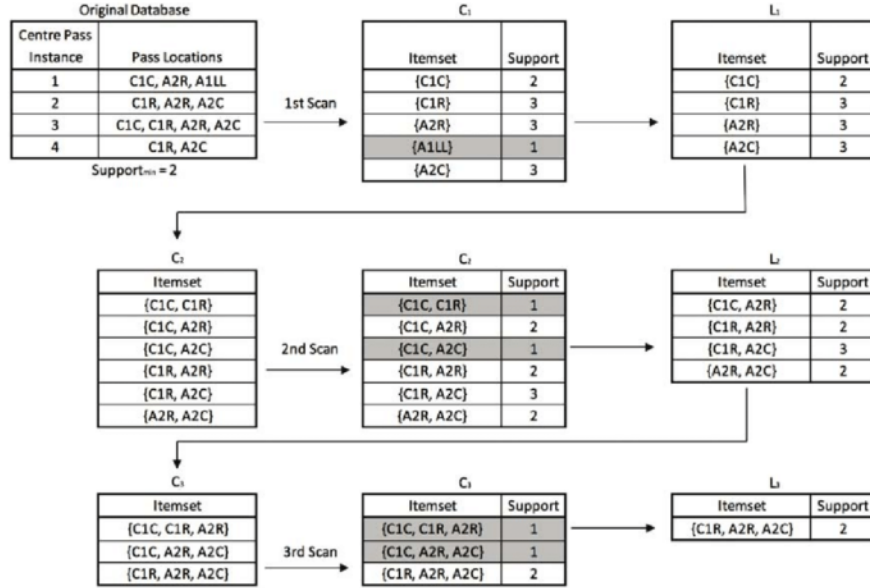 Original Database
Centre Pass Instance Pass Locations
1 C1C, A2R, A1LL
2 C1R, A2R, A2C
3 C1C, C1R, A2R, A2C
4 C1R, A2C
Supportₘᵢₙ = 2
1st Scan
C₁
Itemset Support
{C1C} 2
{C1R} 3
{A2R} 3
{A1LL} 1
{A2C} 3
L₁
Itemset Support
{C1C} 2
{C1R} 3
{A2R} 3
{A2C} 3
C₂
Itemset
{C1C, C1R}
{C1C, A2R}
{C1C, A2C}
{C1R, A2R}
{C1R, A2C}
{A2R, A2C}
2nd Scan
C₂
Itemset Support
{C1C, C1R} 1
{C1C, A2R} 2
{C1C, A2C} 1
{C1R, A2R} 2
{C1R, A2C} 3
{A2R, A2C} 2
L₂
Itemset Support
{C1C, A2R} 2
{C1R, A2R} 2
{C1R, A2C} 3
{A2R, A2C} 2
C₃
Itemset
{C1C, C1R, A2R}
{C1C, A2R, A2C}
{C1R, A2R, A2C}
3rd Scan
C₃
Itemset Support
{C1C, C1R, A2R} 1
{C1C, A2R, A2C} 1
{C1R, A2R, A2C} 2
L₃
Itemset Support
{C1R, A2R, A2C} 2